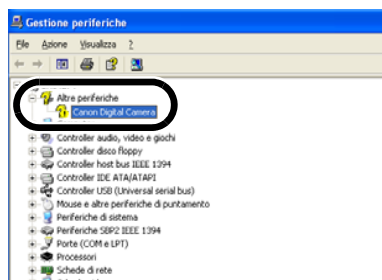 Gestione periferiche
File Azione Visualizza ?
Altre periferiche
Canon Digital Camera
Controller audio, video e giochi
Controller disco floppy
Controller host bus IEEE 1394
Controller IDE ATA/ATAPI
Controller USB (Universal serial bus)
Mouse e altre periferiche di puntamento
Periferiche di sistema
Periferiche SBP2 IEEE 1394
Porte (COM e LPT)
Processori
Schede di rete